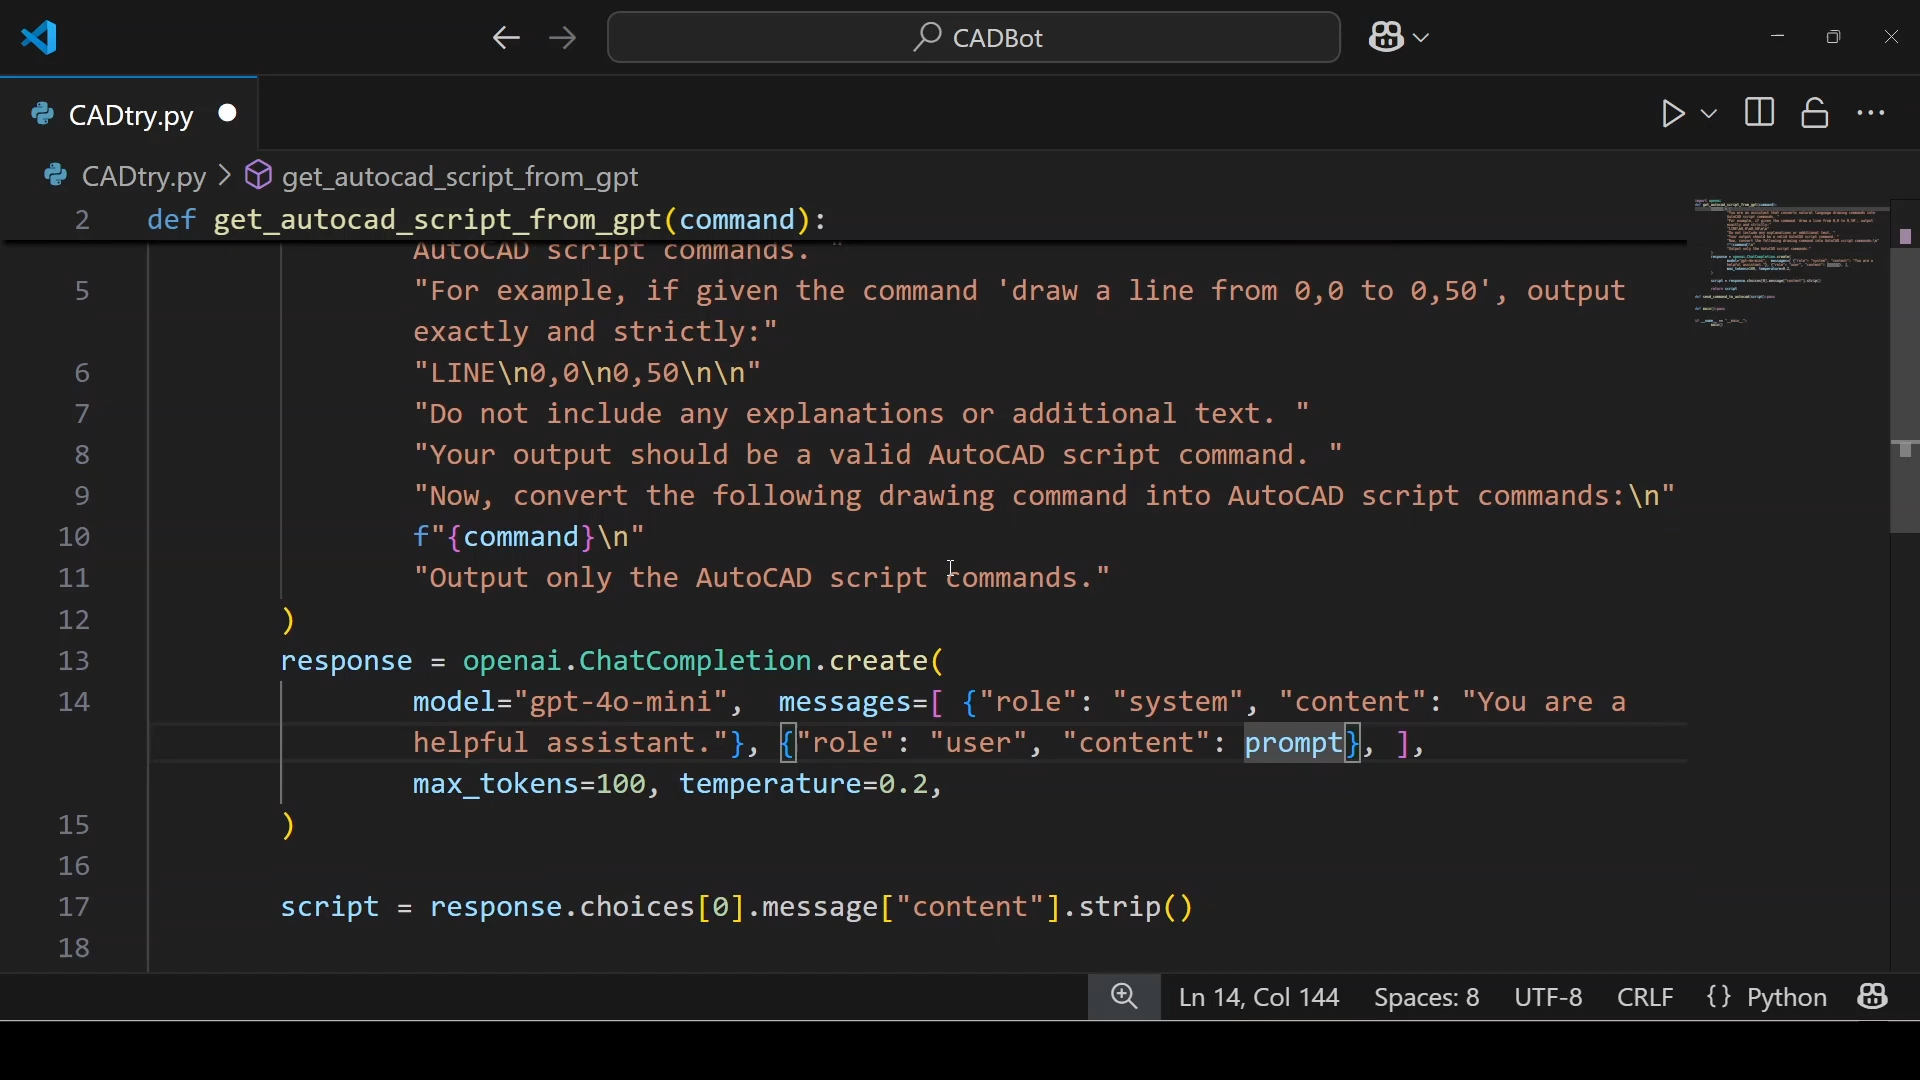 CADBot
CADtry.py
CADtry.py > get_autocad_script_from_gpt
2 def get_autocad_script_from_gpt(command):
AutoCAD script commands. "
5 "For example, if given the command 'draw a line from 0,0 to 0,50', output
exactly and strictly:"
6 "LINE\n0,0\n0,50\n\n"
7 "Do not include any explanations or additional text. "
8 "Your output should be a valid AutoCAD script command. "
9 "Now, convert the following drawing command into AutoCAD script commands:\n"
10 f"{command}\n"
11 "Output only the AutoCAD script commands."
12 )
13 response = openai.ChatCompletion.create(
14 model="gpt-4o-mini", messages=[ {"role": "system", "content": "You are a
helpful assistant."}, {"role": "user", "content": prompt}, ],
max_tokens=100, temperature=0.2,
15 )
16
17 script = response.choices[0].message["content"].strip()
18
Ln 14, Col 144 Spaces: 8 UTF-8 CRLF {} Python